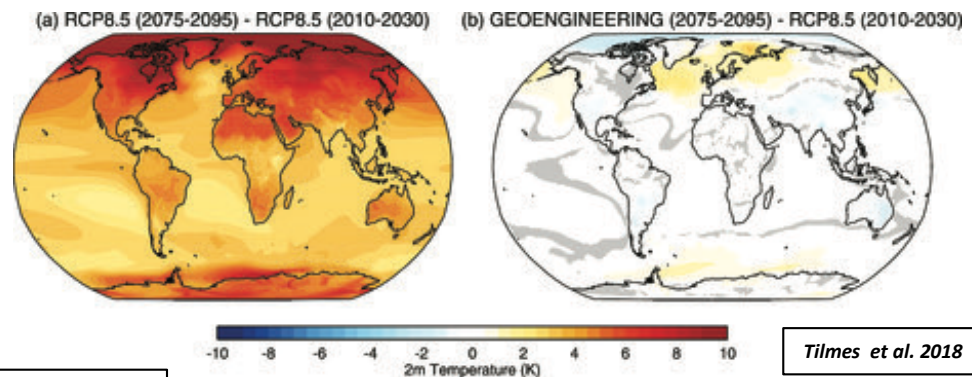 (a) RCP8.5 (2075-2095) - RCP8.5 (2010-2030)
(b) GEOENGINEERING (2075-2095) - RCP8.5 (2010-2030)
-10 -8 -6 -4 -2 0 2 4 6 8 10
2m Temperature (K)
Tilmes et al. 2018